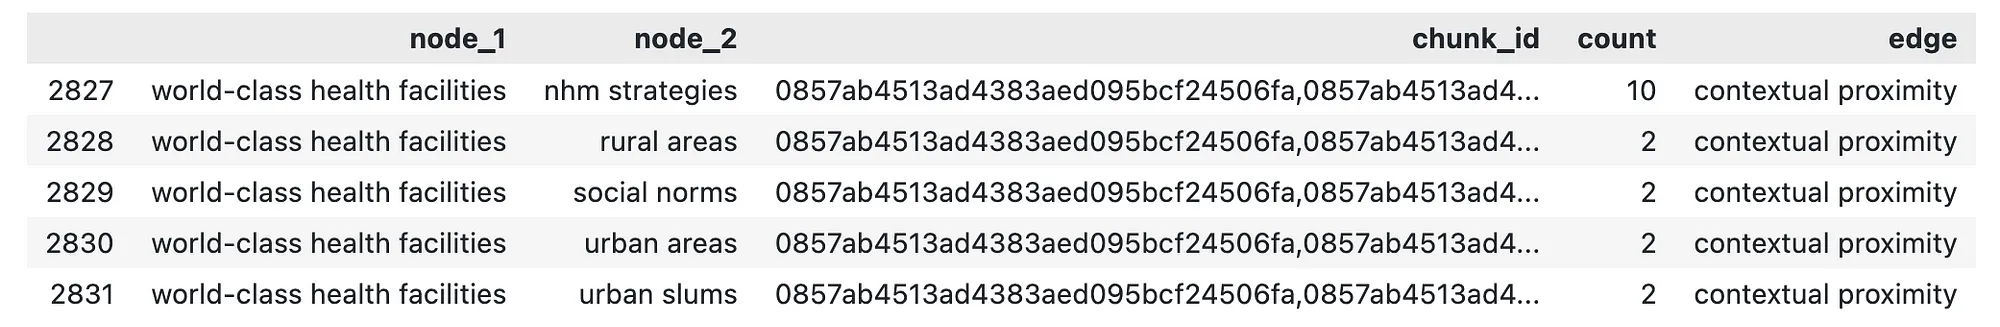 node_1 node_2 chunk_id count edge
2827 world-class health facilities nhm strategies 0857ab4513ad4383aed095bcf24506fa,0857ab4513ad4... 10 contextual proximity
2828 world-class health facilities rural areas 0857ab4513ad4383aed095bcf24506fa,0857ab4513ad4... 2 contextual proximity
2829 world-class health facilities social norms 0857ab4513ad4383aed095bcf24506fa,0857ab4513ad4... 2 contextual proximity
2830 world-class health facilities urban areas 0857ab4513ad4383aed095bcf24506fa,0857ab4513ad4... 2 contextual proximity
2831 world-class health facilities urban slums 0857ab4513ad4383aed095bcf24506fa,0857ab4513ad4... 2 contextual proximity